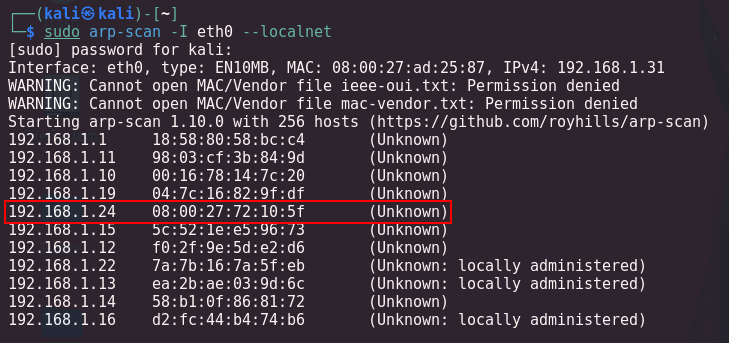 ┌──(kali㉿kali)-[~]
└─$ sudo arp-scan -I eth0 --localnet
[sudo] password for kali:
Interface: eth0, type: EN10MB, MAC: 08:00:27:ad:25:87, IPv4: 192.168.1.31
WARNING: Cannot open MAC/Vendor file ieee-oui.txt: Permission denied
WARNING: Cannot open MAC/Vendor file mac-vendor.txt: Permission denied
Starting arp-scan 1.10.0 with 256 hosts (https://github.com/royhills/arp-scan)
192.168.1.1 18:58:80:58:bc:c4 (Unknown)
192.168.1.11 98:03:cf:3b:84:9d (Unknown)
192.168.1.10 00:16:78:14:7c:20 (Unknown)
192.168.1.19 04:7c:16:82:9f:df (Unknown)
192.168.1.24 08:00:27:72:10:5f (Unknown)
192.168.1.15 5c:52:1e:e5:96:73 (Unknown)
192.168.1.12 f0:2f:9e:5d:e2:d6 (Unknown)
192.168.1.22 7a:7b:16:7a:5f:eb (Unknown: locally administered)
192.168.1.13 ea:2b:ae:03:9d:6c (Unknown: locally administered)
192.168.1.14 58:b1:0f:86:81:72 (Unknown)
192.168.1.16 d2:fc:44:b4:74:b6 (Unknown: locally administered)